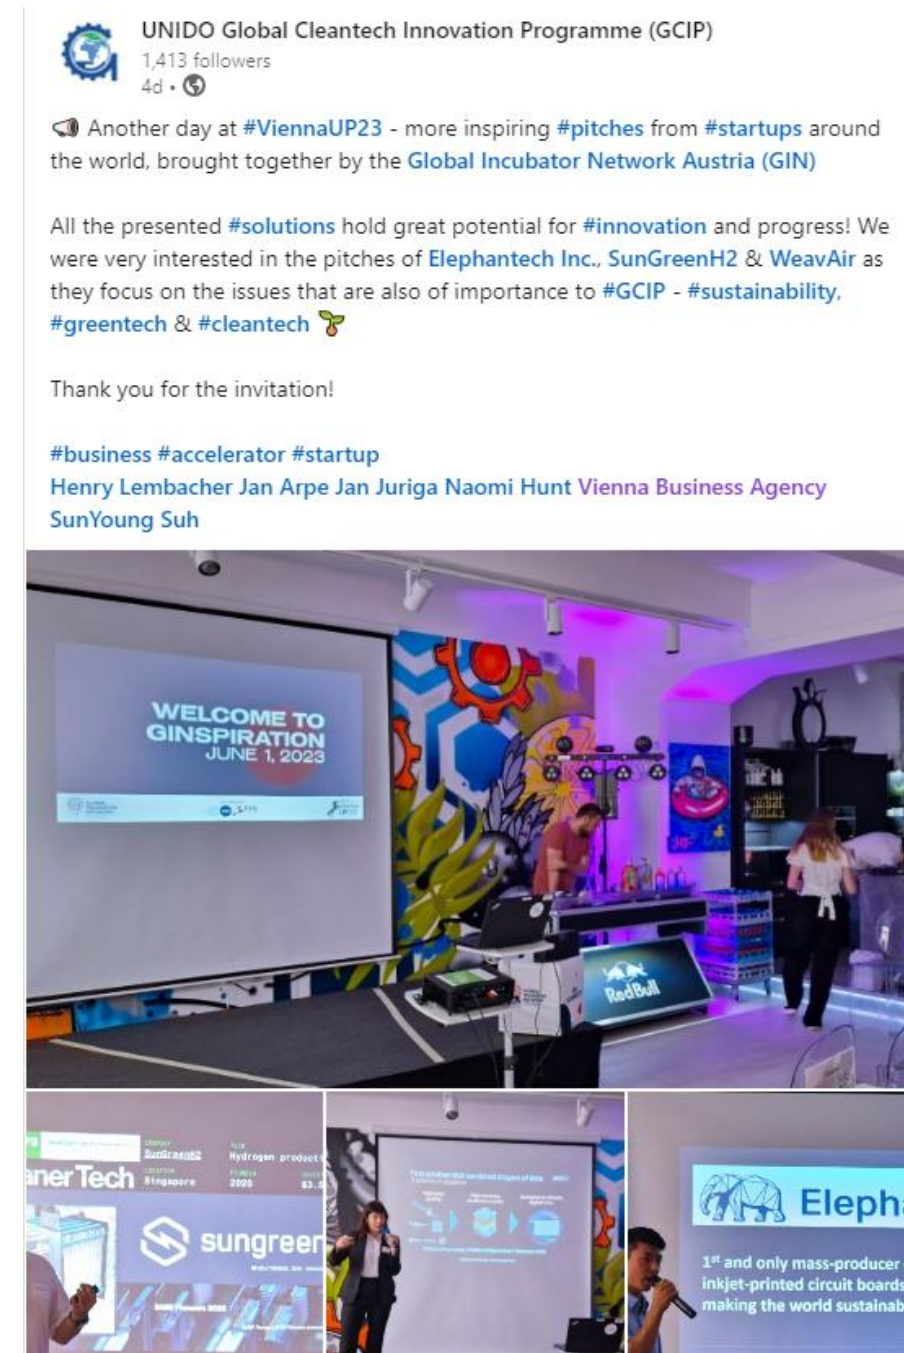 UNIDO Global Cleantech Innovation Programme (GCIP)
1,413 followers
4d •
Another day at #ViennaUP23 - more inspiring #pitches from #startups around
the world, brought together by the Global Incubator Network Austria (GIN)
All the presented #solutions hold great potential for #innovation and progress! We
were very interested in the pitches of Elephantech Inc., SunGreenH2 & WeavAir as
they focus on the issues that are also of importance to #GCIP - #sustainability,
#greentech & #cleantech
Thank you for the invitation!
#business #accelerator #startup
Henry Lembacher Jan Arpe Jan Juriga Naomi Hunt Vienna Business Agency
SunYoung Suh
WELCOME TO
GINSPIRATION
JUNE 1, 2023
RedBull
SunGreenH2
Hydrogen product
anerTech
Singapore
2020
sungreen
Eleph
1st and only mass-producer
inkjet-printed circuit boards
making the world sustainab